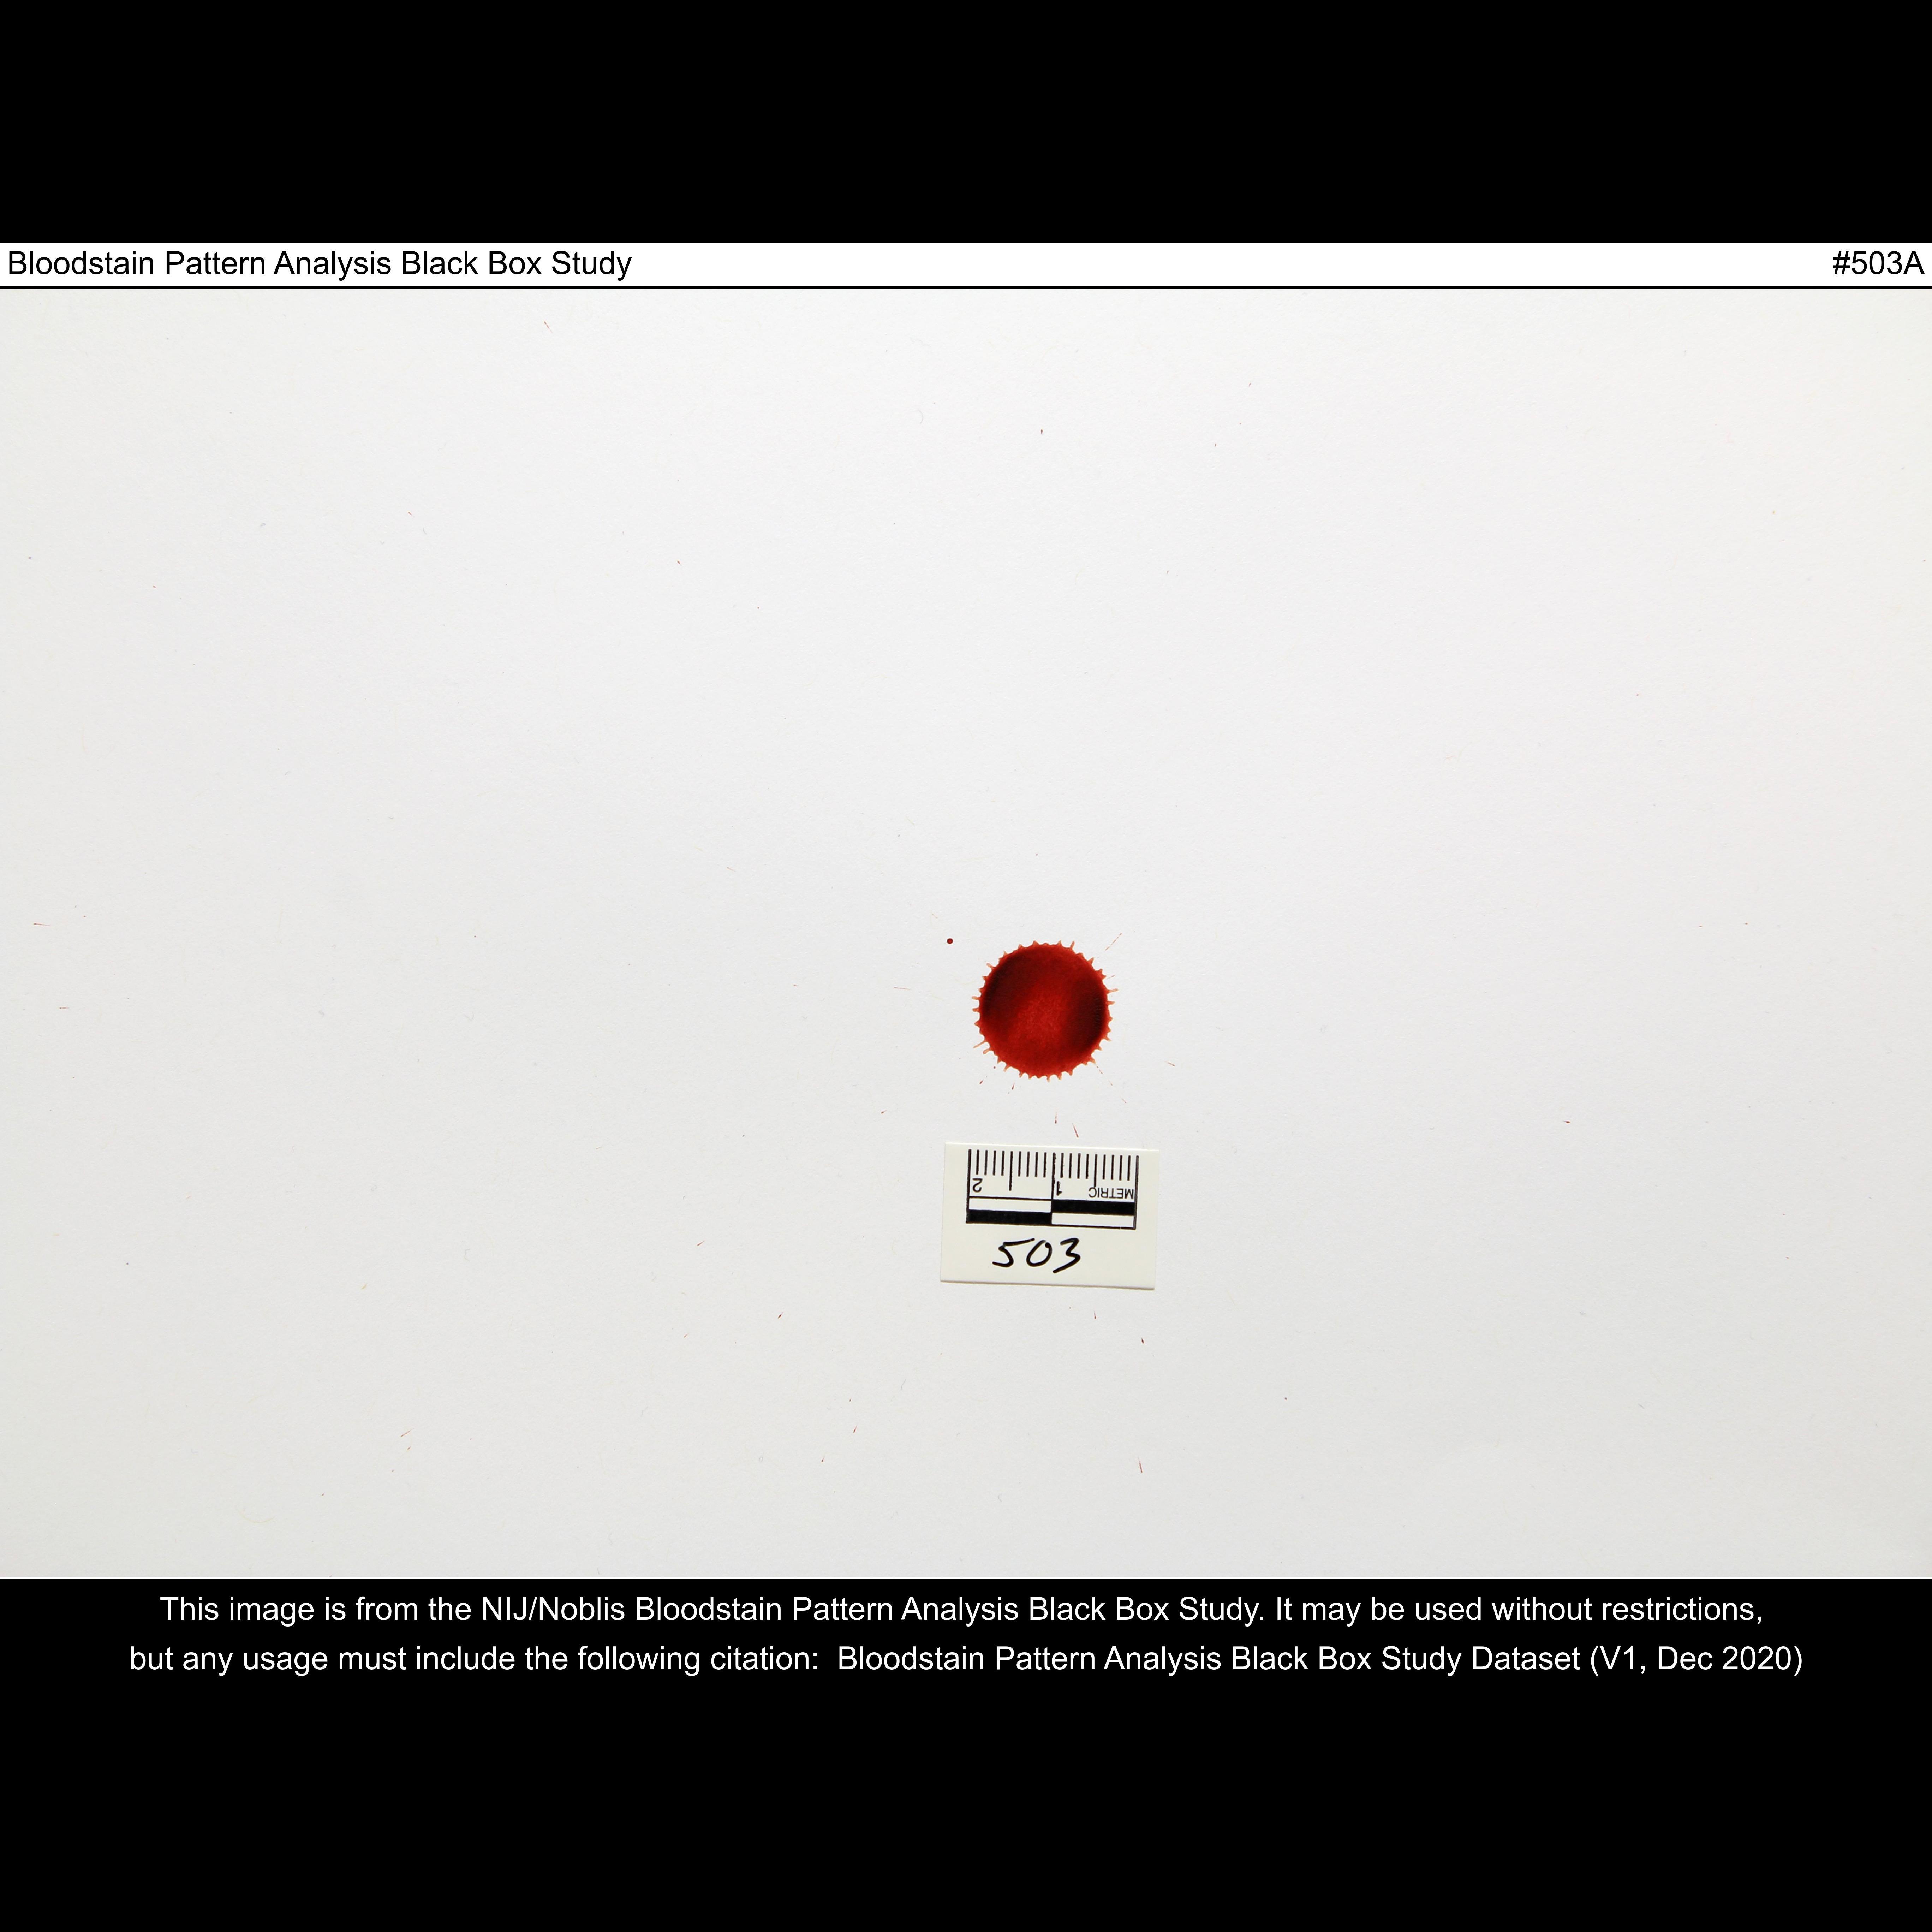 Bloodstain Pattern Analysis Black Box Study #503A
2 1 METRIC
503
This image is from the NIJ/Noblis Bloodstain Pattern Analysis Black Box Study. It may be used without restrictions,
but any usage must include the following citation: Bloodstain Pattern Analysis Black Box Study Dataset (V1, Dec 2020)